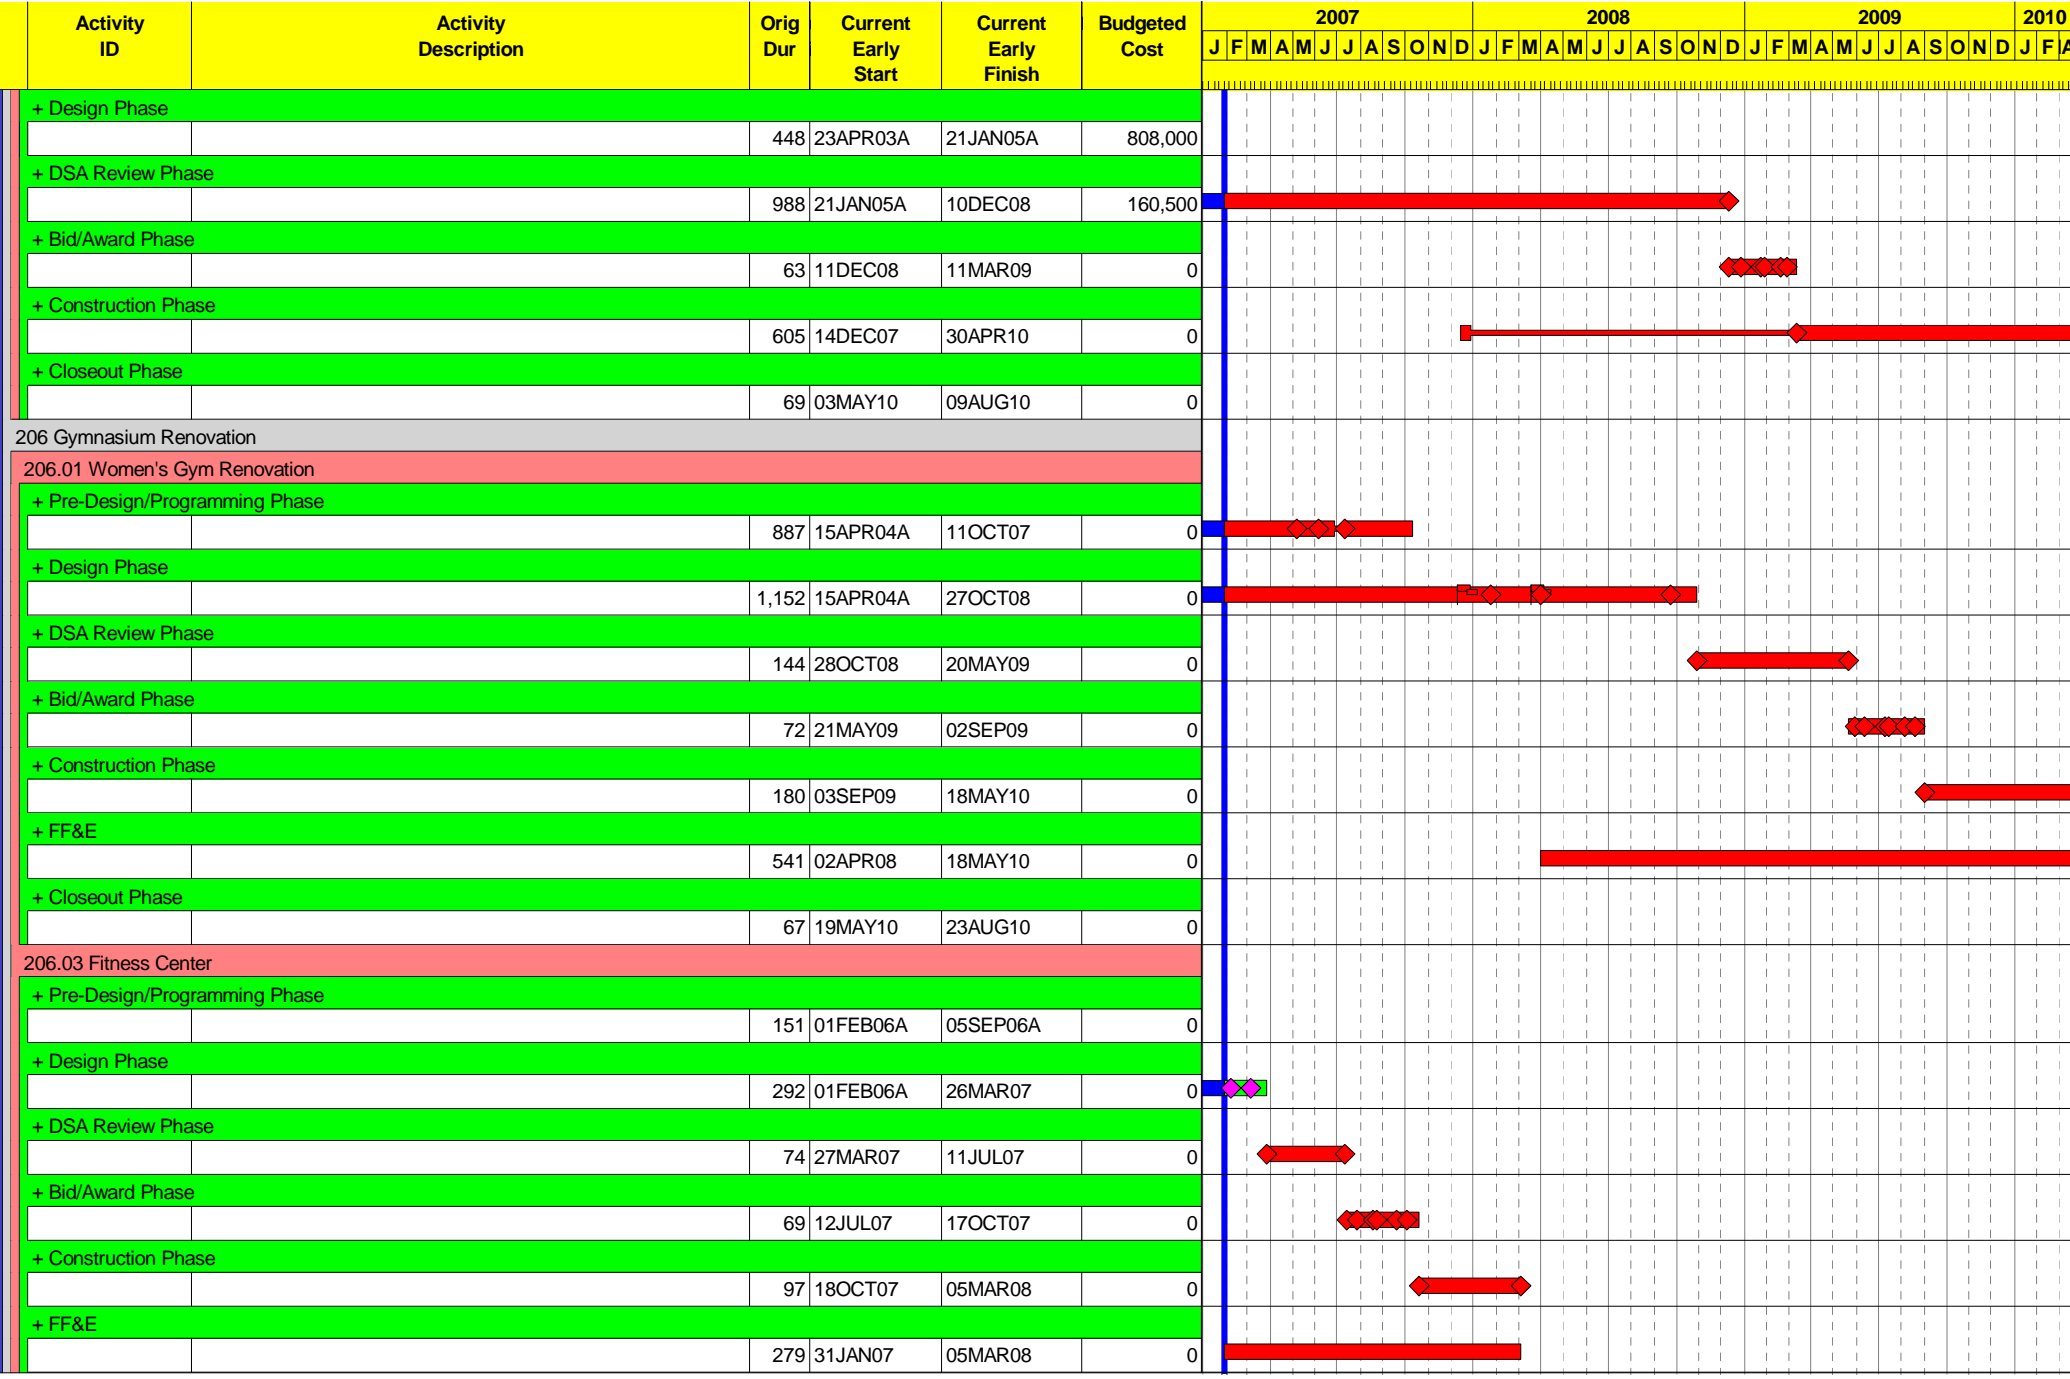 Activity ID Activity Description Orig Dur Current Early Start Current Early Finish Budgeted Cost 2007 2008 2009 2010
J F M A M J J A S O N D J F M A M J J A S O N D J F M A M J J A S O N D J F
+ Design Phase
448 23APR03A 21JAN05A 808,000
+ DSA Review Phase
988 21JAN05A 10DEC08 160,500
+ Bid/Award Phase
63 11DEC08 11MAR09 0
+ Construction Phase
605 14DEC07 30APR10 0
+ Closeout Phase
69 03MAY10 09AUG10 0
206 Gymnasium Renovation
206.01 Women's Gym Renovation
+ Pre-Design/Programming Phase
887 15APR04A 11OCT07 0
+ Design Phase
1,152 15APR04A 27OCT08 0
+ DSA Review Phase
144 28OCT08 20MAY09 0
+ Bid/Award Phase
72 21MAY09 02SEP09 0
+ Construction Phase
180 03SEP09 18MAY10 0
+ FF&E
541 02APR08 18MAY10 0
+ Closeout Phase
67 19MAY10 23AUG10 0
206.03 Fitness Center
+ Pre-Design/Programming Phase
151 01FEB06A 05SEP06A 0
+ Design Phase
292 01FEB06A 26MAR07 0
+ DSA Review Phase
74 27MAR07 11JUL07 0
+ Bid/Award Phase
69 12JUL07 17OCT07 0
+ Construction Phase
97 18OCT07 05MAR08 0
+ FF&E
279 31JAN07 05MAR08 0